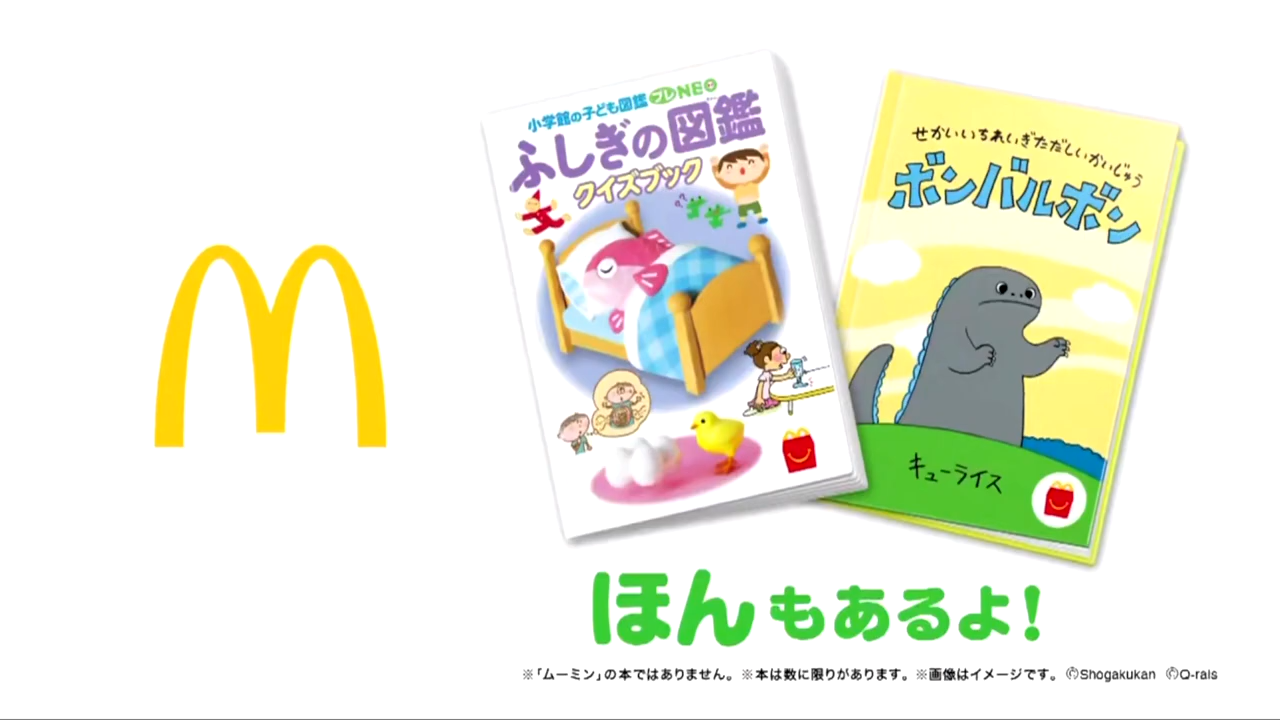 小学館の子ども図鑑 プレNEO
ふしぎの図鑑
クイズブック
せかいいちれいぎただしいかいじゅう
ボンバルボン
キューライス
ほんもあるよ!
※「ムーミン」の本ではありません。※本は数に限りがあります。※画像はイメージです。 ©Shogakukan ©Q-rais